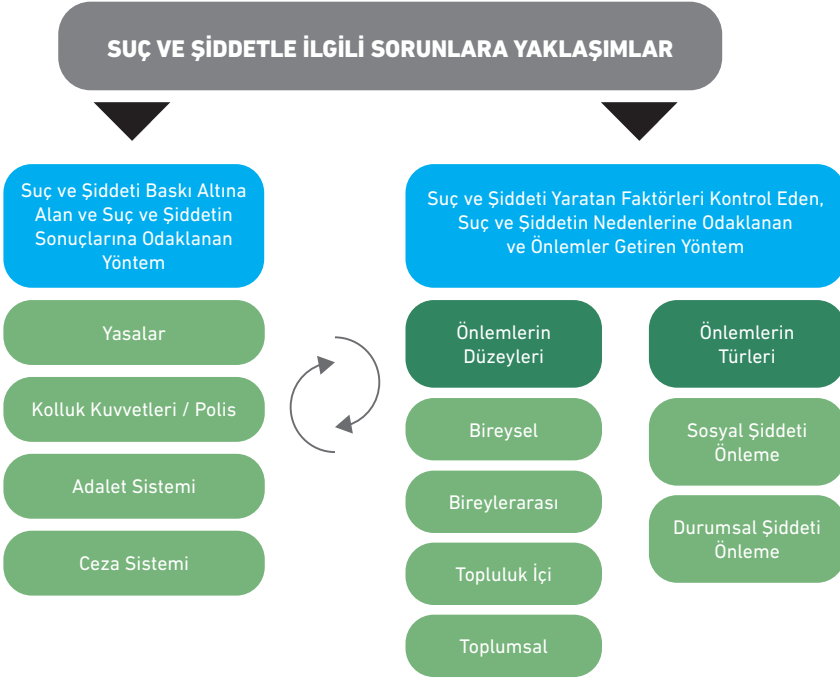 SUÇ VE ŞİDDETLE İLGİLİ SORUNLARA YAKLAŞIMLAR
Suç ve Şiddeti Baskı Altına
Alan ve Suç ve Şiddetin
Sonuçlarına Odaklanan
Yöntem
Yasalar
Kolluk Kuvvetleri / Polis
Adalet Sistemi
Ceza Sistemi
Suç ve Şiddeti Yaratan Faktörleri Kontrol Eden,
Suç ve Şiddetin Nedenlerine Odaklanan
ve Önlemler Getiren Yöntem
Önlemlerin
Düzeyleri
Bireysel
Bireylerarası
Topluluk İçi
Toplumsal
Önlemlerin
Türleri
Sosyal Şiddeti
Önleme
Durumsal Şiddeti
Önleme